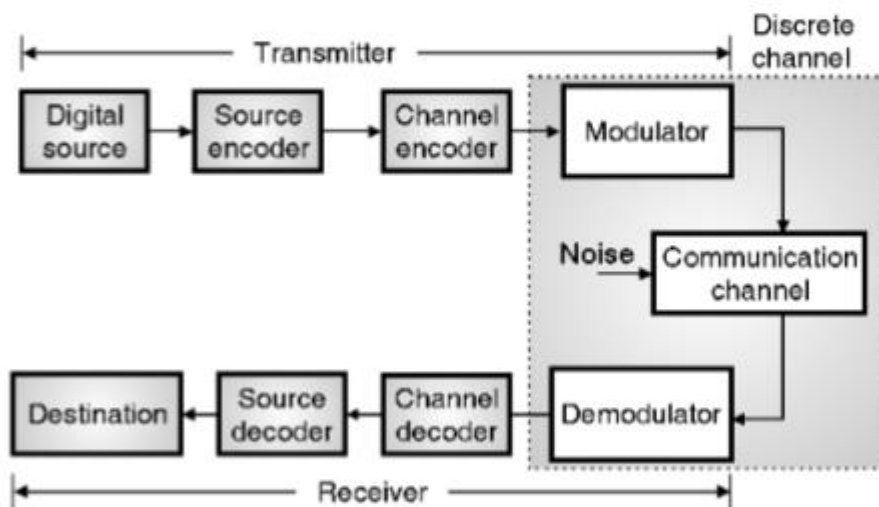 Transmitter
Discrete
channel
Digital
source
Source
encoder
Channel
encoder
Modulator
Noise
Communication
channel
Destination
Source
decoder
Channel
decoder
Demodulator
Receiver